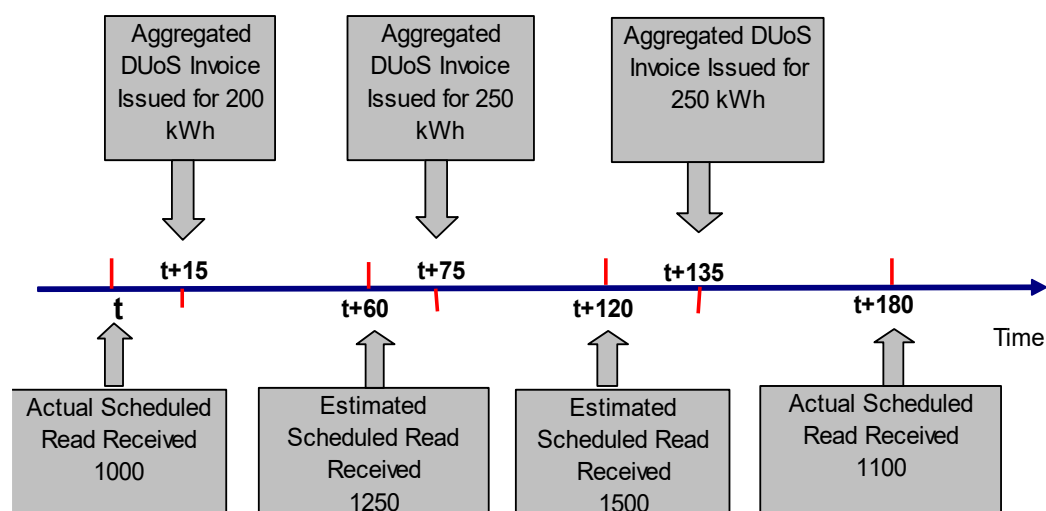 Aggregated
DUoS Invoice
Issued for 200
kWh
Aggregated
DUoS Invoice
Issued for 250
kWh
Aggregated DUoS
Invoice Issued for
250 kWh
t+15
t+75
t+135
t
t+60
t+120
t+180
Time
Actual Scheduled
Read Received
1000
Estimated
Scheduled Read
Received
1250
Estimated
Scheduled Read
Received
1500
Actual Scheduled
Read Received
1100